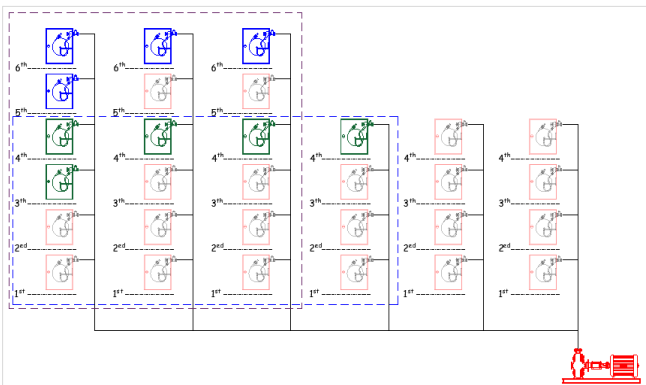 6th 6th 6th
5th 5th 5th
4th 4th 4th 4th 4th 4th
3th 3th 3th 3th 3th 3th
2ed 2ed 2ed 2ed 2ed 2ed
1st 1st 1st 1st 1st 1st